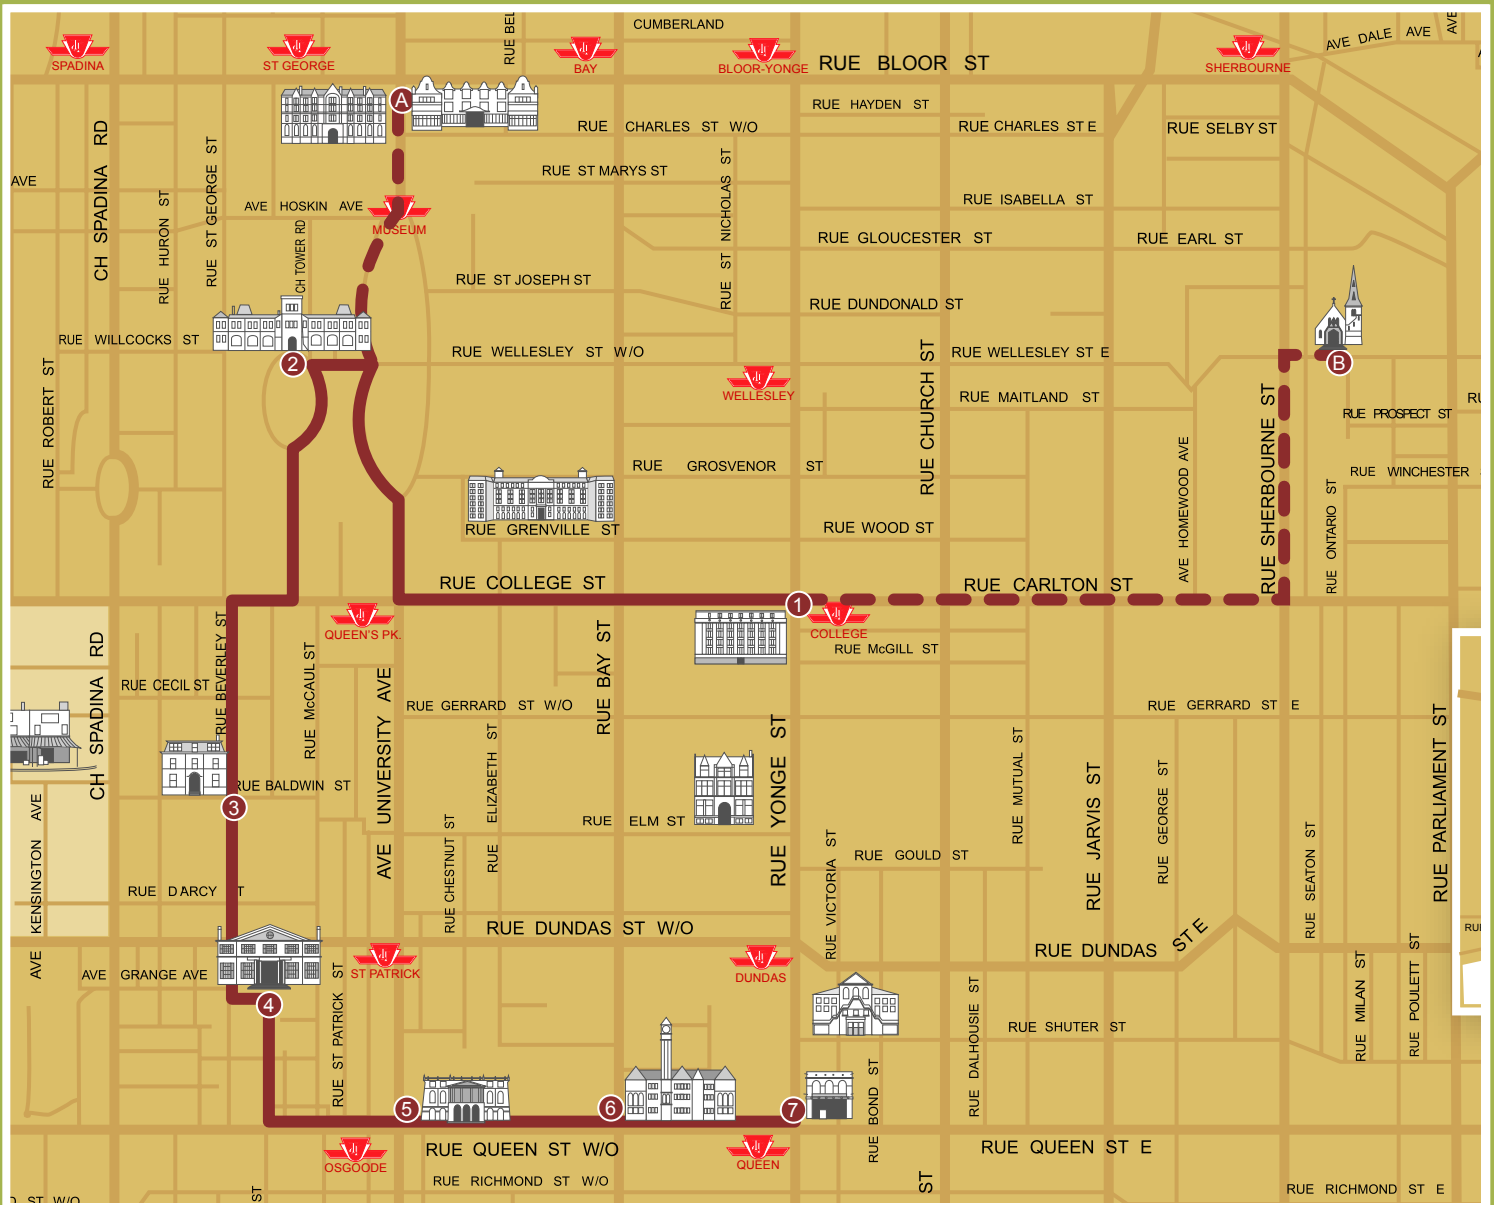 CUMBERLAND
RUE BEL
AVE DALE AVE
AVE
SPADINA
ST GEORGE
BAY
BLOOR-YONGE
RUE BLOOR ST
SHERBOURNE
A
RUE HAYDEN ST
RUE CHARLES ST W/O
RUE CHARLES ST E
RUE SELBY ST
CH SPADINA RD
RUE ST GEORGE ST
RUE HURON ST
AVE
RUE ST MARYS ST
RUE ST NICHOLAS ST
RUE ISABELLA ST
AVE HOSKIN AVE
MUSEUM
CH TOWER RD
RUE GLOUCESTER ST
RUE EARL ST
RUE ST JOSEPH ST
RUE DUNDONALD ST
RUE WILLCOCKS ST
RUE WELLESLEY ST W/O
RUE WELLESLEY ST E
2
B
RUE ROBERT ST
WELLESLEY
RUE CHURCH ST
RUE MAITLAND ST
RUE SHERBOURNE ST
RU
RUE PROSPECT ST
RUE GROSVENOR ST
AVE HOMEWOOD AVE
RUE ONTARIO ST
RUE WINCHESTER
RUE GRENVILLE ST
RUE WOOD ST
RUE COLLEGE ST
RUE CARLTON ST
1
QUEEN'S PK.
COLLEGE
CH SPADINA RD
RUE BEVERLEY ST
RUE McCAUL ST
RUE BAY ST
RUE McGILL ST
RUE CECIL ST
AVE UNIVERSITY AVE
RUE GERRARD ST W/O
RUE GERRARD ST E
RUE ELIZABETH ST
RUE YONGE ST
RUE MUTUAL ST
RUE JARVIS ST
RUE GEORGE ST
RUE PARLIAMENT ST
RUE BALDWIN ST
3
AVE KENSINGTON AVE
RUE CHESTNUT ST
RUE ELM ST
RUE VICTORIA ST
RUE GOULD ST
RUE SEATON ST
RUE D ARCY T
RUE DUNDAS ST W/O
RUE DUNDAS ST E
RUE
AVE GRANGE AVE
ST PATRICK
DUNDAS
RUE ST PATRICK ST
4
RUE DALHOUSIE ST
RUE SHUTER ST
RUE MILAN ST
RUE POULETT ST
5
6
7
RUE BOND ST
OSGOODE
RUE QUEEN ST W/O
QUEEN
RUE QUEEN ST E
RUE RICHMOND ST W/O
ST
ST
RUE RICHMOND ST E
ST W/O